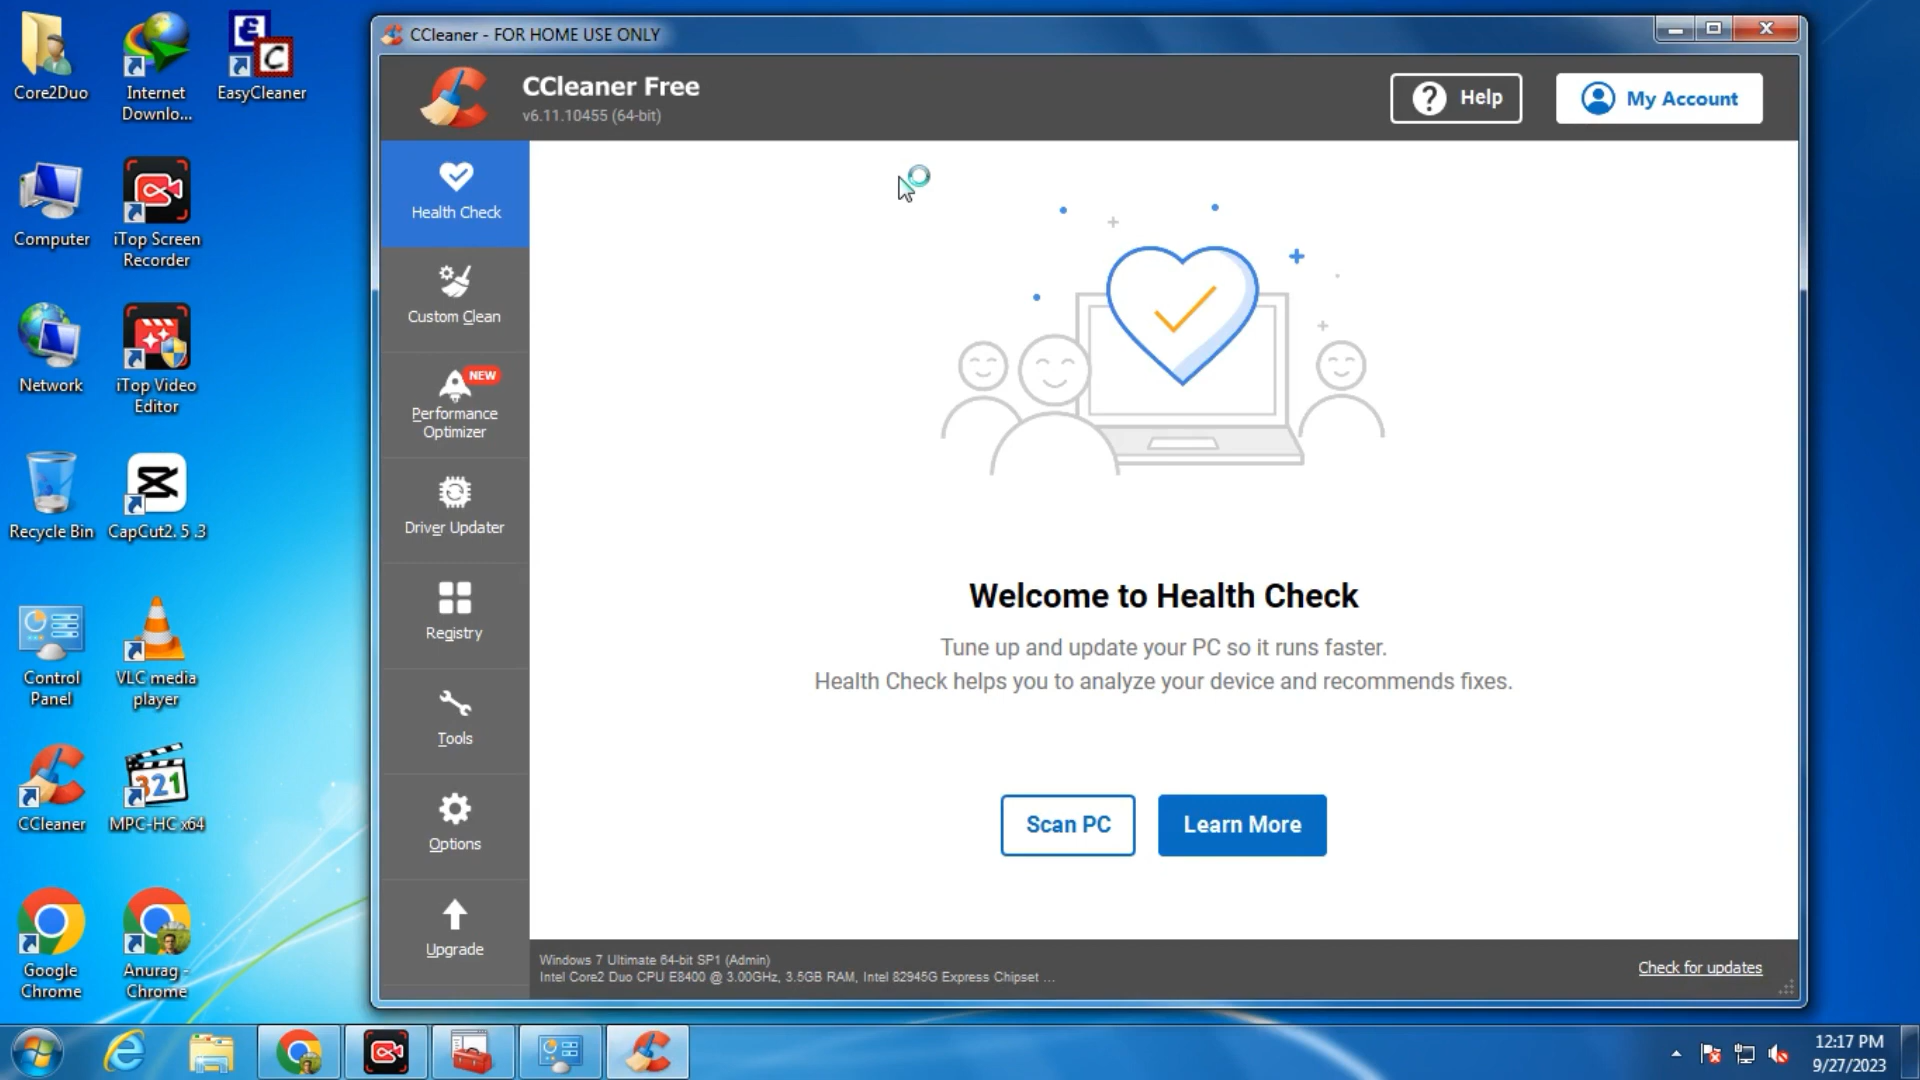 Core2Duo
Internet
Downlo...
EasyCleaner
Computer
iTop Screen
Recorder
Network
iTop Video
Editor
Recycle Bin
CapCut2. 5 .3
Control
Panel
VLC media
player
CCleaner
321
MPC-HC x64
Google
Chrome
Anurag -
Chrome
CCleaner - FOR HOME USE ONLY
CCleaner Free
v6.11.10455 (64-bit)
Help
My Account
Health Check
Custom Clean
NEW
Performance
Optimizer
Driver Updater
Registry
Tools
Options
Upgrade
Welcome to Health Check
Tune up and update your PC so it runs faster.
Health Check helps you to analyze your device and recommends fixes.
Scan PC
Learn More
Windows 7 Ultimate 64-bit SP1 (Admin)
Intel Core2 Duo CPU E8400 @ 3.00GHz, 3.5GB RAM, Intel 82945G Express Chipset ...
Check for updates
12:17 PM
9/27/2023